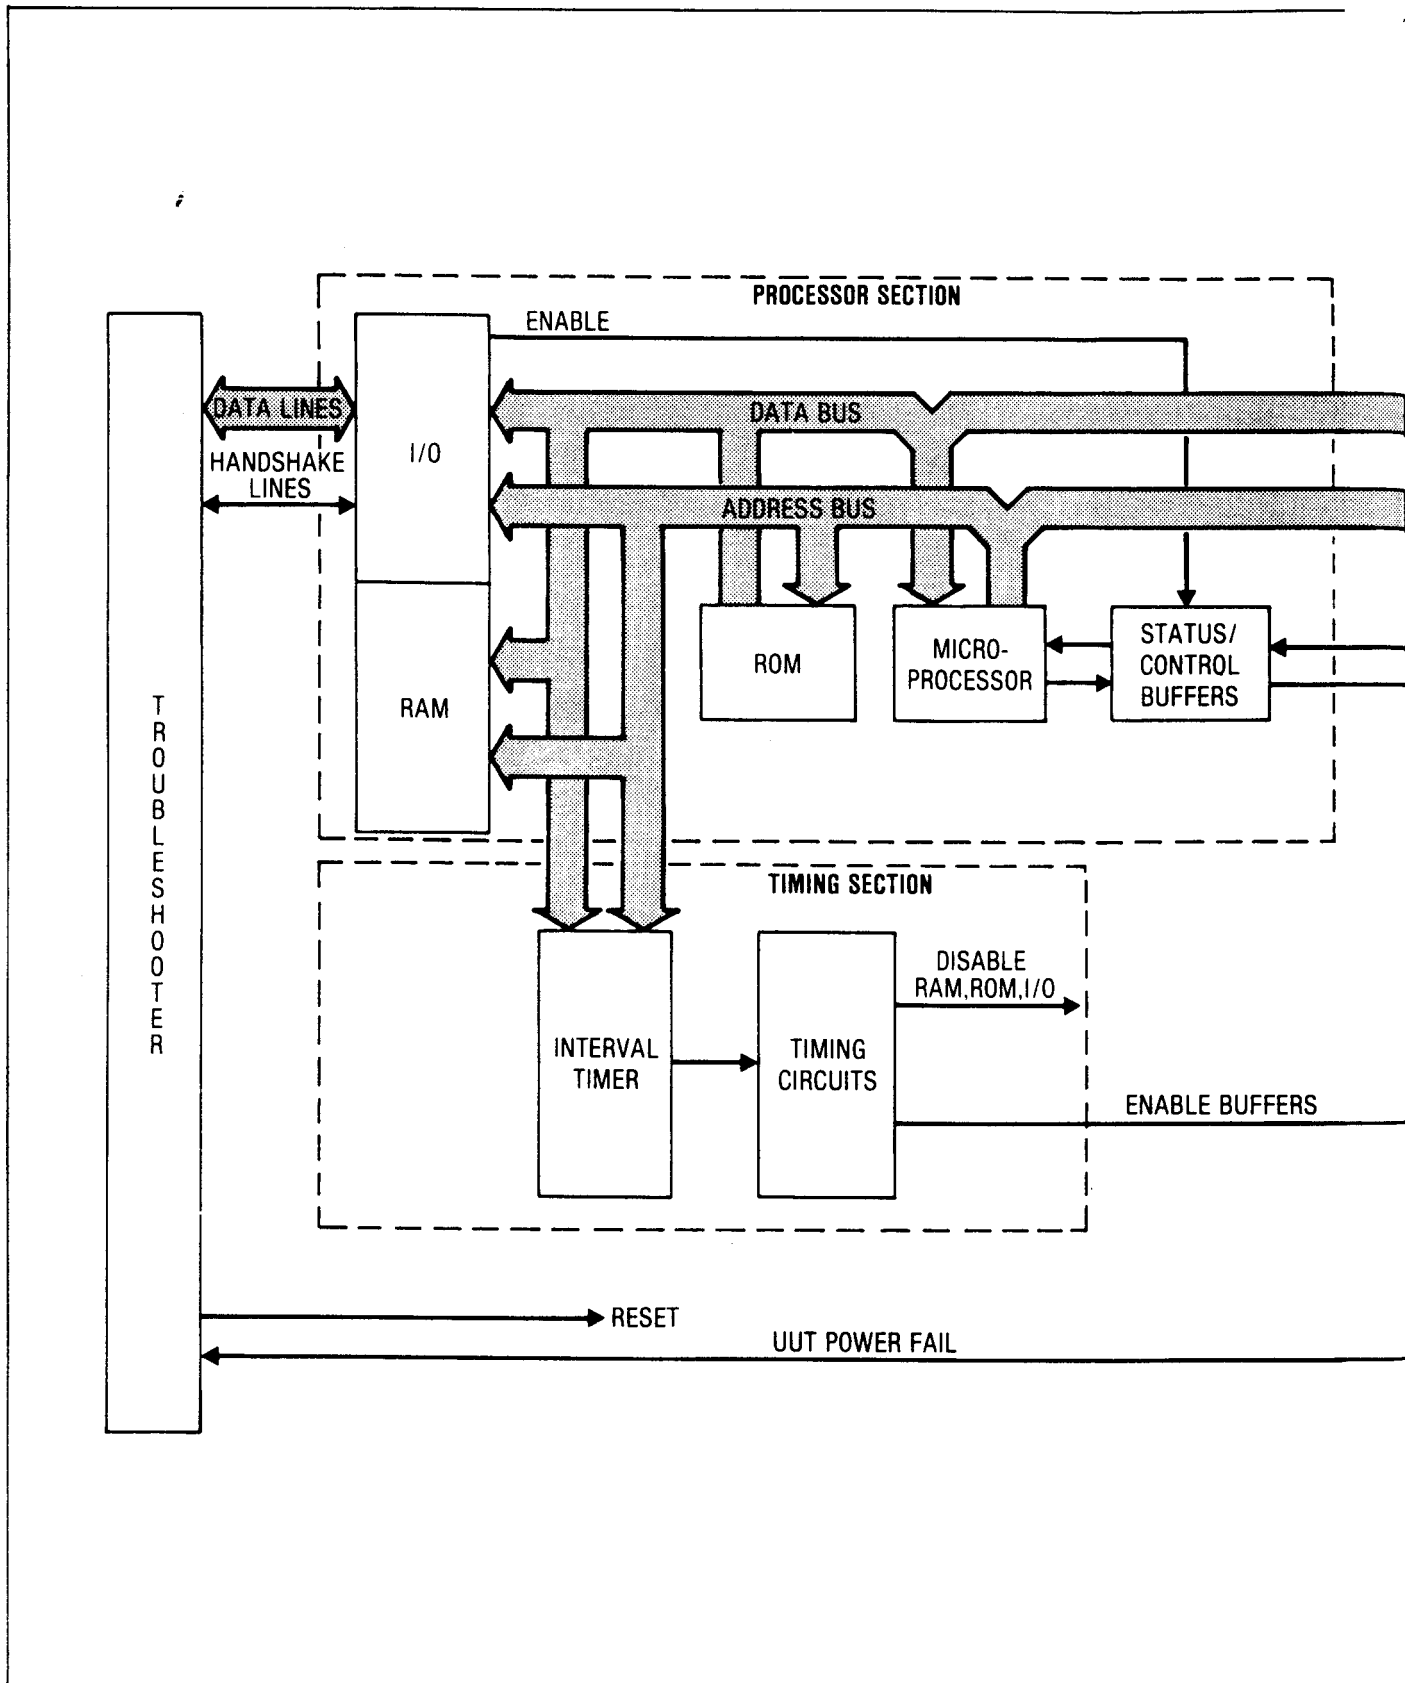 PROCESSOR SECTION
ENABLE
DATA LINES
DATA BUS
I/O
HANDSHAKE
LINES
ADDRESS BUS
ROM
MICRO-
PROCESSOR
STATUS/
CONTROL
BUFFERS
RAM
TROUBLESHOOTER
TIMING SECTION
DISABLE
RAM,ROM,I/O
INTERVAL
TIMER
TIMING
CIRCUITS
ENABLE BUFFERS
RESET
UUT POWER FAIL